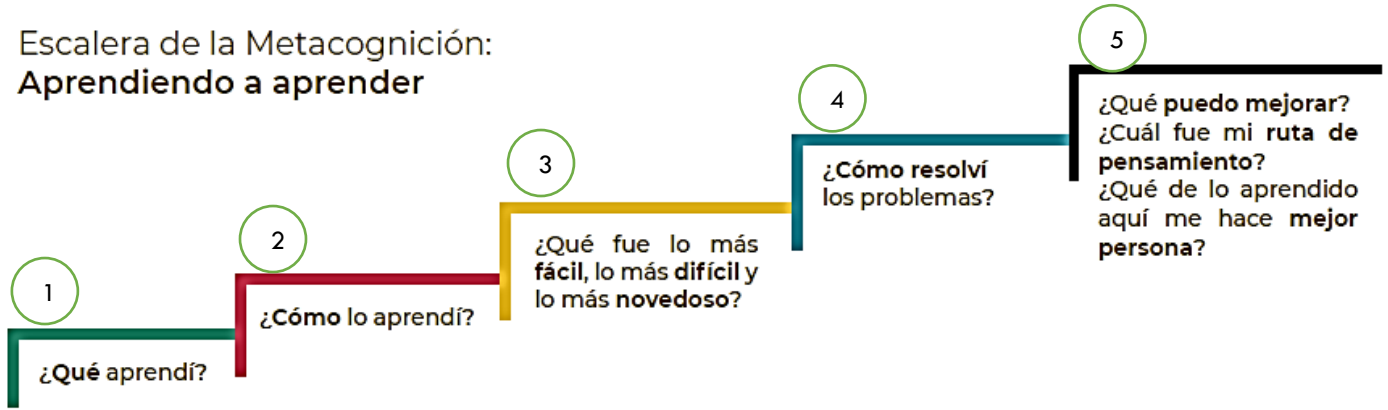 Escalera de la Metacognición:
Aprendiendo a aprender
1
¿Qué aprendí?
2
¿Cómo lo aprendí?
3
¿Qué fue lo más
fácil, lo más difícil y
lo más novedoso?
4
¿Cómo resolví
los problemas?
5
¿Qué puedo mejorar?
¿Cuál fue mi ruta de
pensamiento?
¿Qué de lo aprendido
aquí me hace mejor
persona?